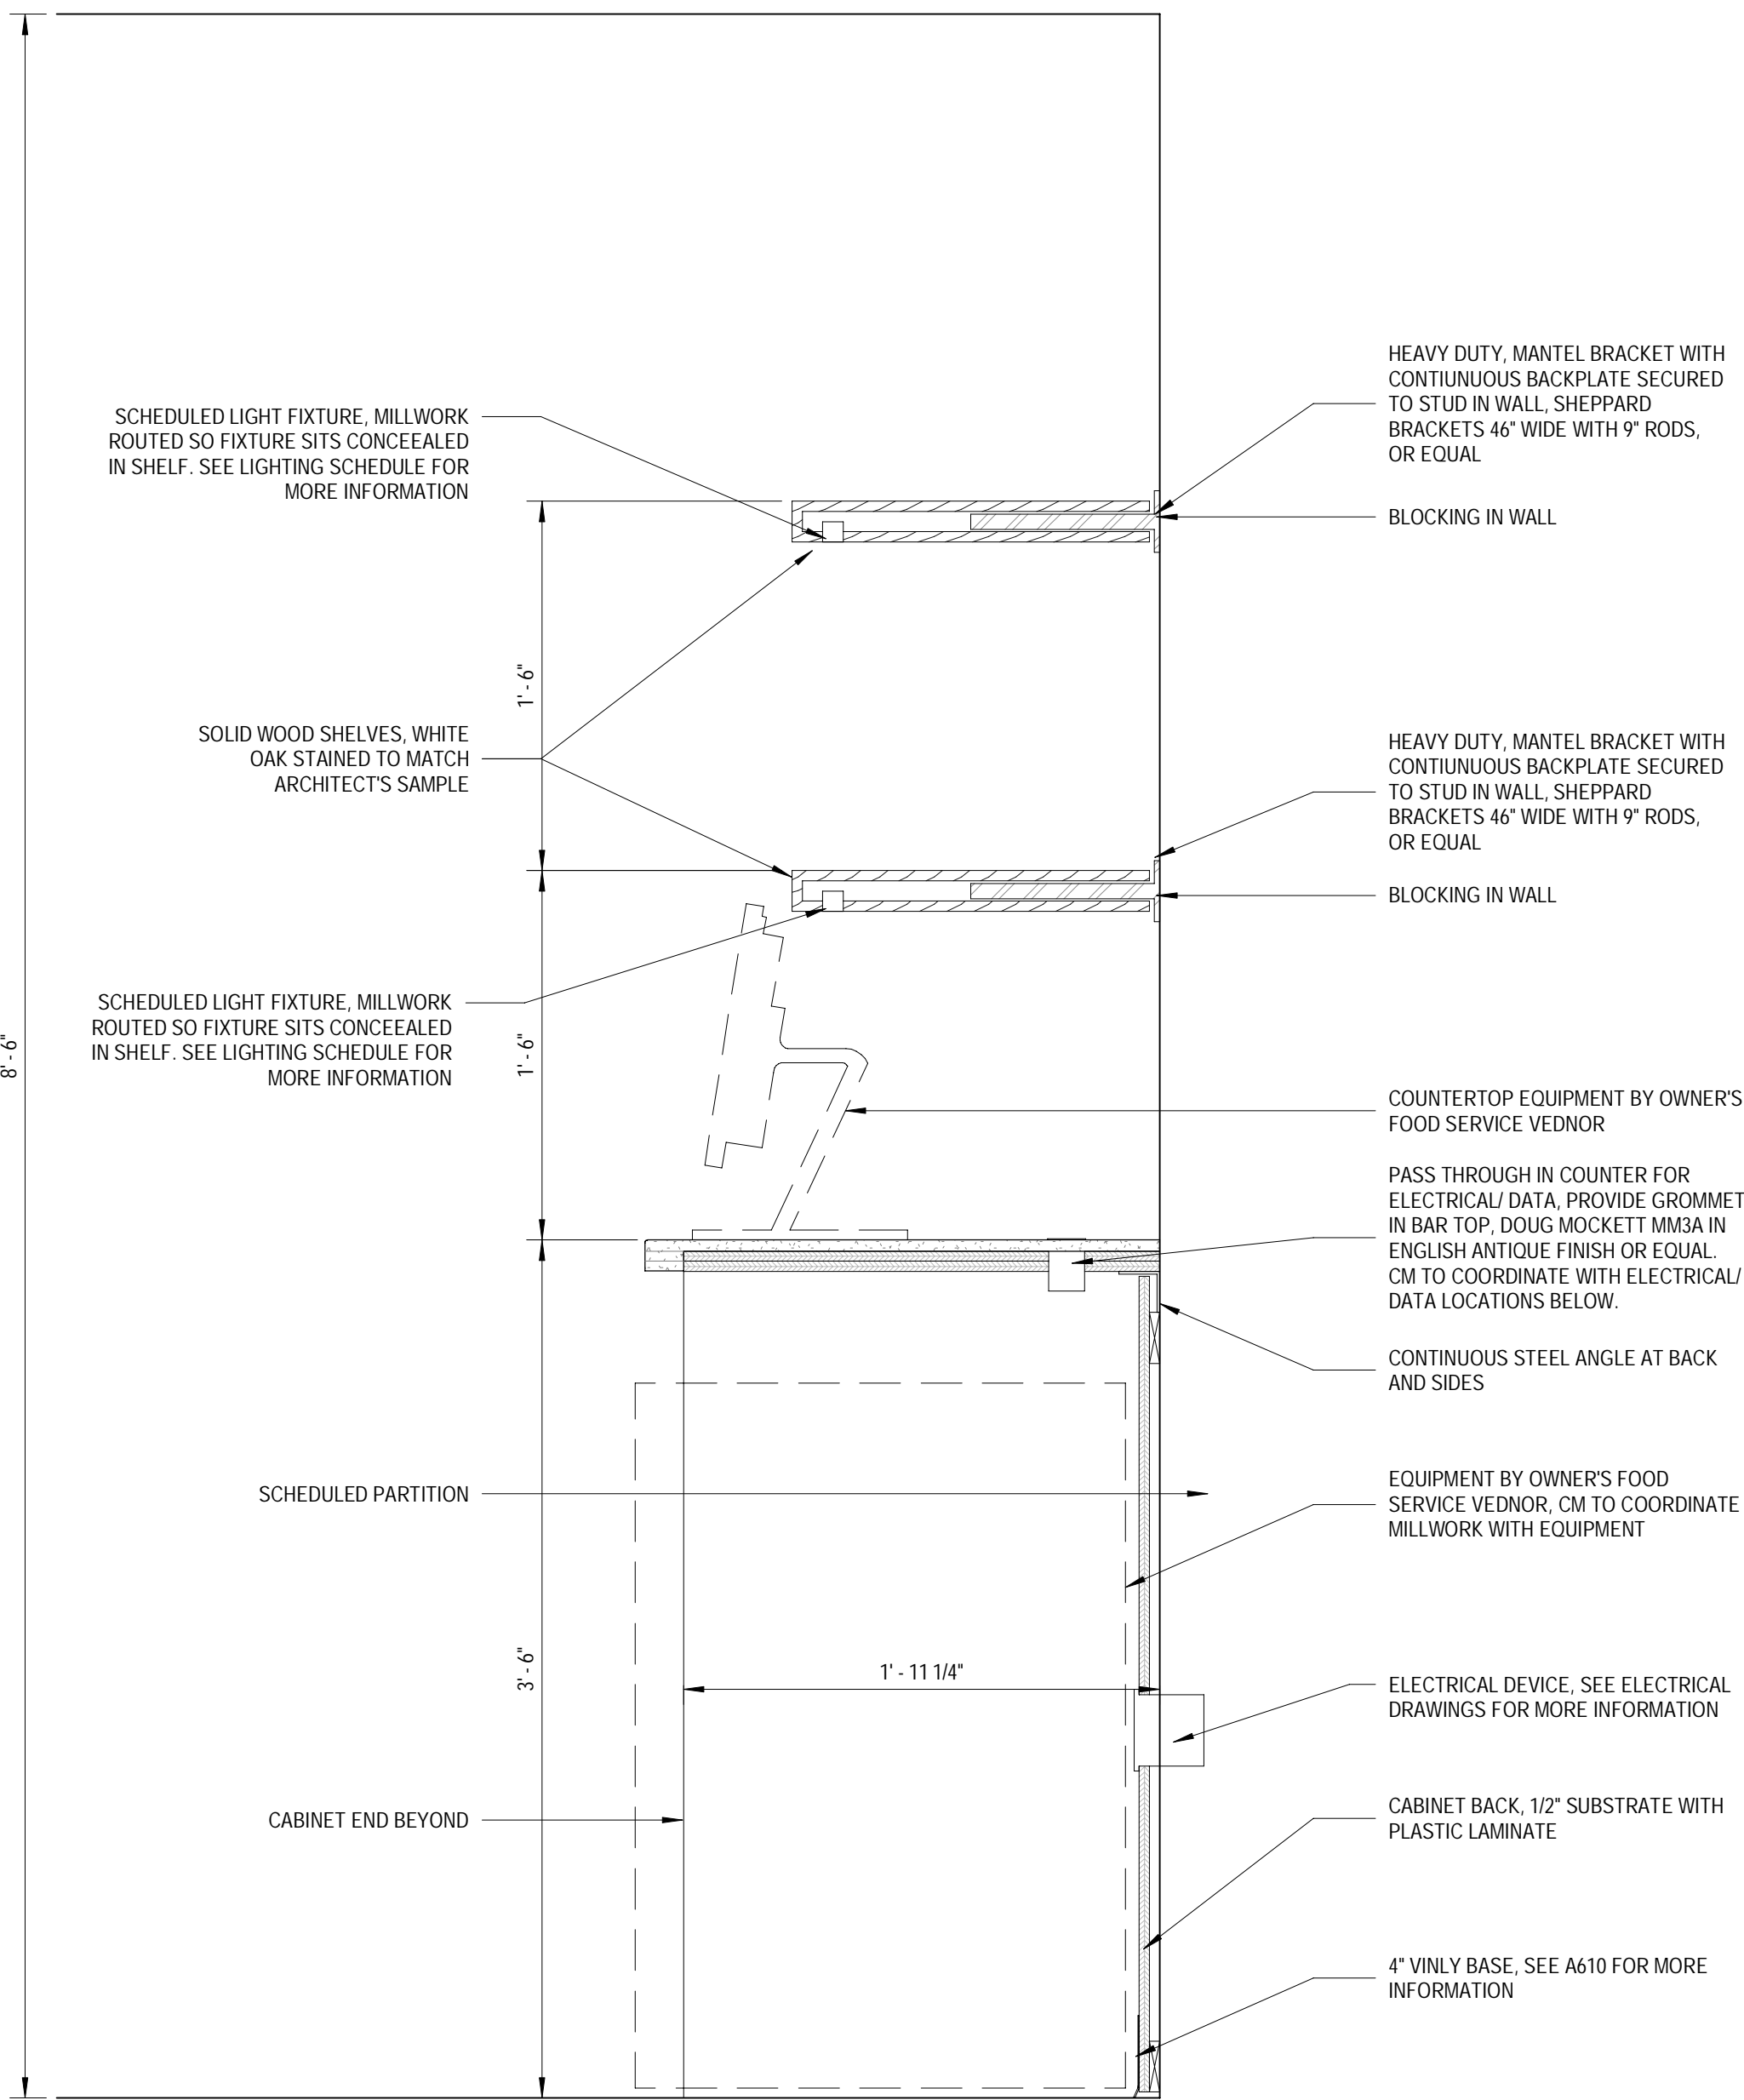 8' - 6"
SCHEDULED LIGHT FIXTURE, MILLWORK
ROUTED SO FIXTURE SITS CONCEEALED
IN SHELF. SEE LIGHTING SCHEDULE FOR
MORE INFORMATION
1' - 6"
SOLID WOOD SHELVES, WHITE
OAK STAINED TO MATCH
ARCHITECT'S SAMPLE
SCHEDULED LIGHT FIXTURE, MILLWORK
ROUTED SO FIXTURE SITS CONCEEALED
IN SHELF. SEE LIGHTING SCHEDULE FOR
MORE INFORMATION
1' - 6"
SCHEDULED PARTITION
3' - 6"
1' - 11 1/4"
CABINET END BEYOND
HEAVY DUTY, MANTEL BRACKET WITH
CONTIUNUOUS BACKPLATE SECURED
TO STUD IN WALL, SHEPPARD
BRACKETS 46" WIDE WITH 9" RODS,
OR EQUAL
BLOCKING IN WALL
HEAVY DUTY, MANTEL BRACKET WITH
CONTIUNUOUS BACKPLATE SECURED
TO STUD IN WALL, SHEPPARD
BRACKETS 46" WIDE WITH 9" RODS,
OR EQUAL
BLOCKING IN WALL
COUNTERTOP EQUIPMENT BY OWNER'S
FOOD SERVICE VEDNOR
PASS THROUGH IN COUNTER FOR
ELECTRICAL/ DATA, PROVIDE GROMMET
IN BAR TOP, DOUG MOCKETT MM3A IN
ENGLISH ANTIQUE FINISH OR EQUAL.
CM TO COORDINATE WITH ELECTRICAL/
DATA LOCATIONS BELOW.
CONTINUOUS STEEL ANGLE AT BACK
AND SIDES
EQUIPMENT BY OWNER'S FOOD
SERVICE VEDNOR, CM TO COORDINATE
MILLWORK WITH EQUIPMENT
ELECTRICAL DEVICE, SEE ELECTRICAL
DRAWINGS FOR MORE INFORMATION
CABINET BACK, 1/2" SUBSTRATE WITH
PLASTIC LAMINATE
4" VINLY BASE, SEE A610 FOR MORE
INFORMATION